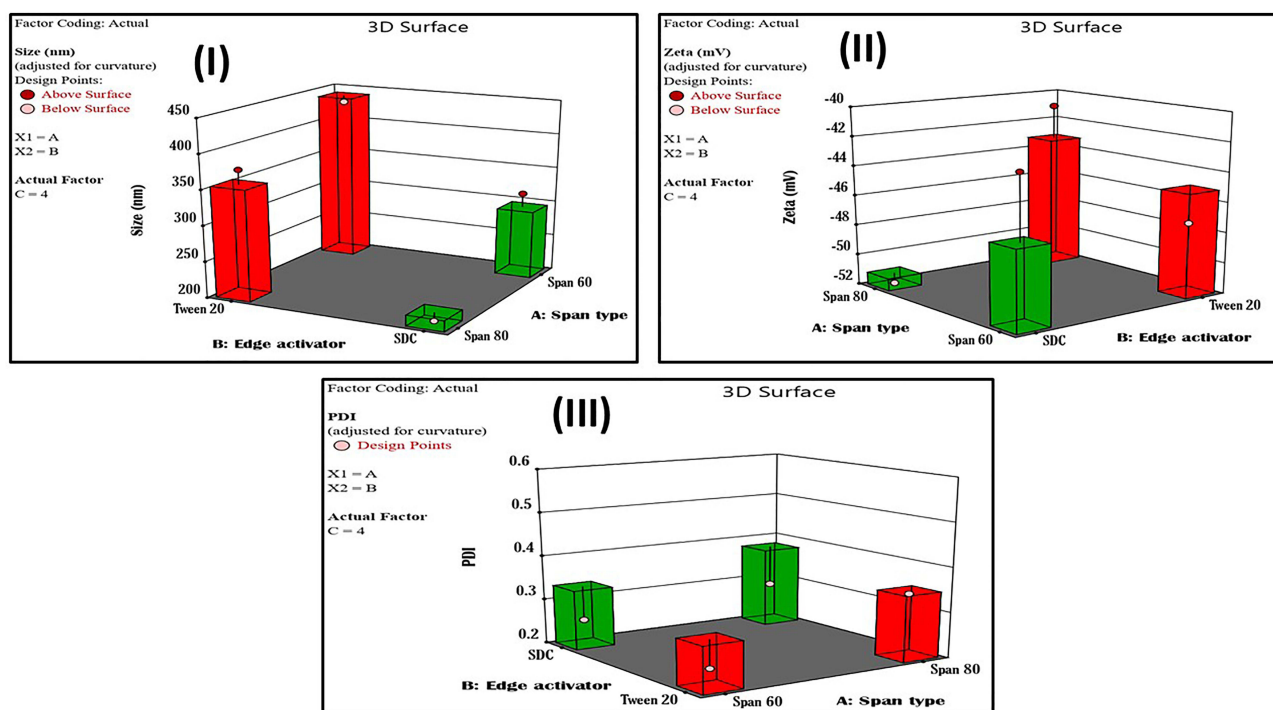 Factor Coding: Actual
3D Surface
(I)
Size (nm)
(adjusted for curvature)
Design Points:
Above Surface
Below Surface
X1 = A
X2 = B
Actual Factor
C = 4
450
400
350
300
250
200
Size (nm)
Tween 20
SDC
B: Edge activator
Span 80
Span 60
A: Span type
Factor Coding: Actual
3D Surface
(II)
Zeta (mV)
(adjusted for curvature)
Design Points:
Above Surface
Below Surface
X1 = A
X2 = B
Actual Factor
C = 4
-40
-42
-44
-46
-48
-50
-52
Zeta (mV)
Span 80
Span 60
A: Span type
SDC
Tween 20
B: Edge activator
Factor Coding: Actual
3D Surface
(III)
PDI
(adjusted for curvature)
Design Points
X1 = A
X2 = B
Actual Factor
C = 4
0.6
0.5
0.4
0.3
0.2
PDI
SDC
Tween 20
B: Edge activator
Span 60
Span 80
A: Span type